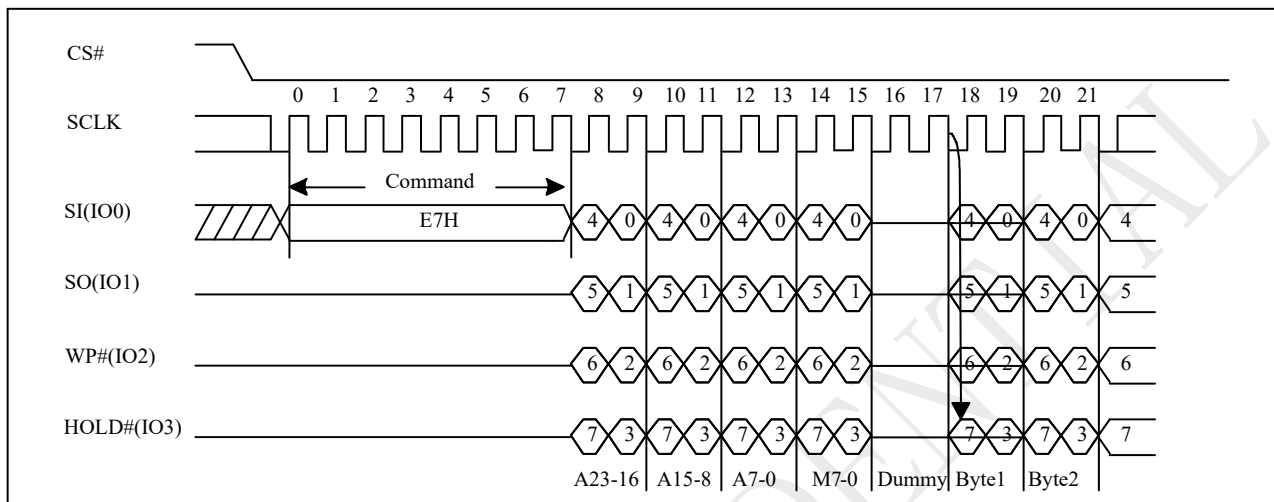 CS#
0 1 2 3 4 5 6 7 8 9 10 11 12 13 14 15 16 17 18 19 20 21
SCLK
Command
SI(IO0) E7H 4 0 4 0 4 0 4 0 4 0 4 0 4
SO(IO1) 5 1 5 1 5 1 5 1 5 1 5 1 5
WP#(IO2) 6 2 6 2 6 2 6 2 6 2 6 2 6
HOLD#(IO3) 7 3 7 3 7 3 7 3 7 3 7 3 7
A23-16 A15-8 A7-0 M7-0 Dummy Byte1 Byte2
DENTIAL